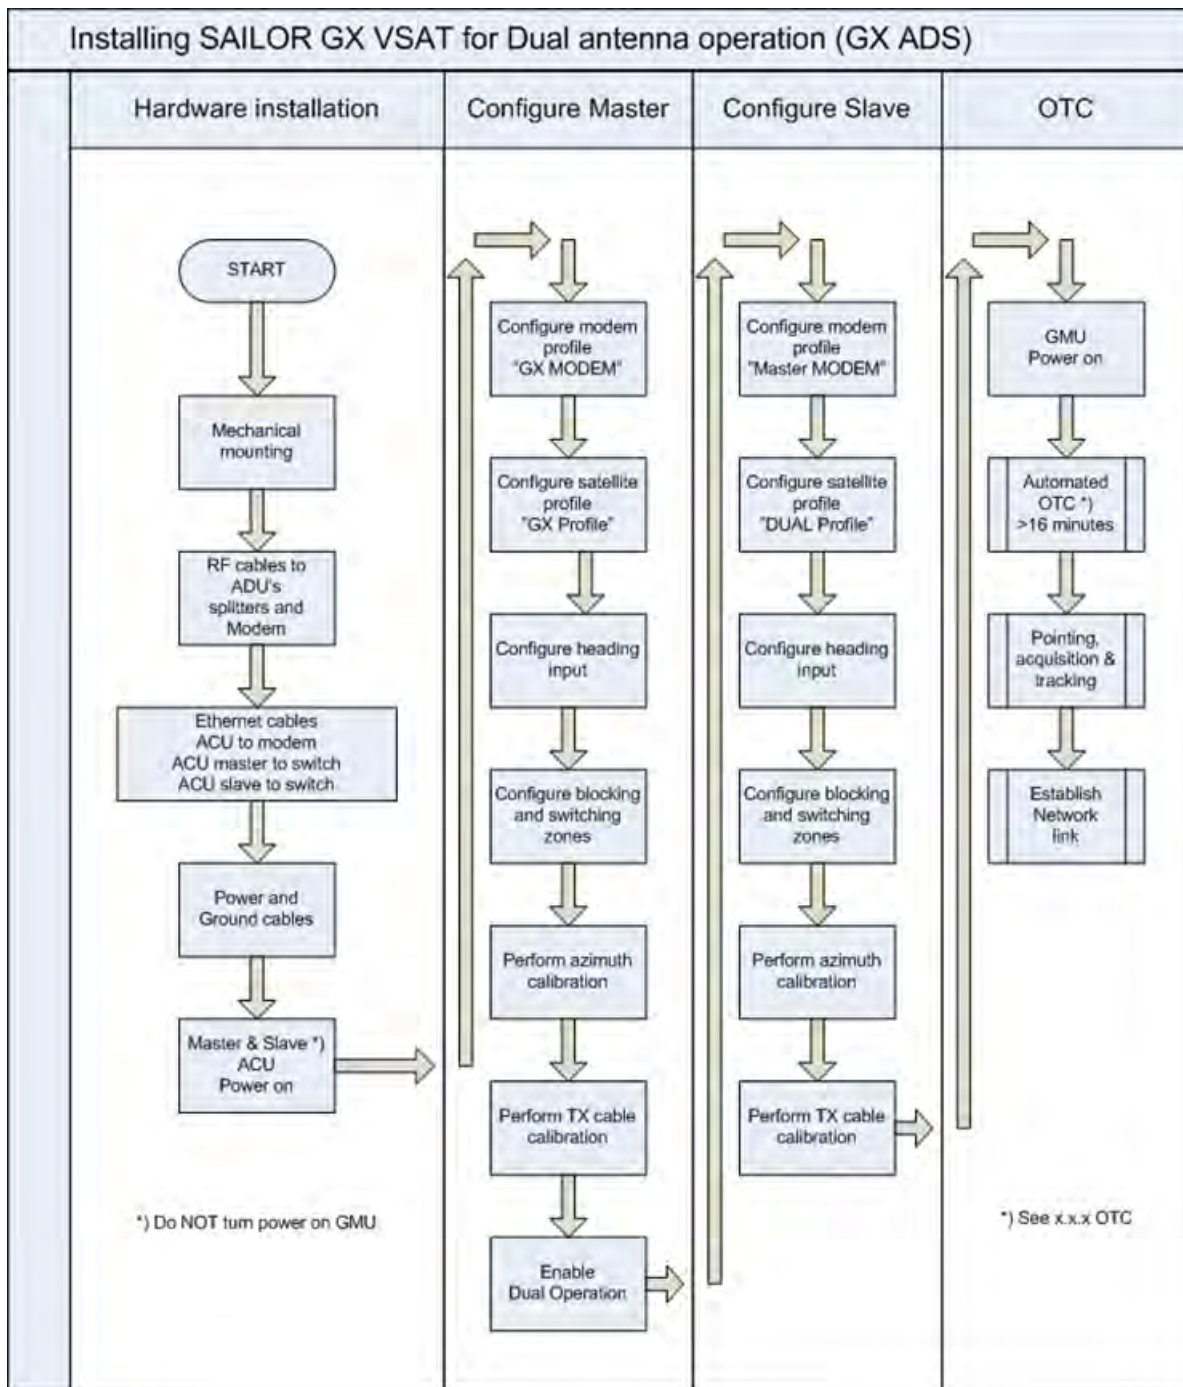 Installing SAILOR GX VSAT for Dual antenna operation (GX ADS)
Hardware installation
START
Mechanical
mounting
RF cables to
ADU's
splitters and
Modem
Ethernet cables
ACU to modem
ACU master to switch
ACU slave to switch
Power and
Ground cables
Master & Slave *)
ACU
Power on
*) Do NOT turn power on GMU
Configure Master
Configure modem
profile
"GX MODEM"
Configure satellite
profile
"GX Profile"
Configure heading
input
Configure blocking
and switching
zones
Perform azimuth
calibration
Perform TX cable
calibration
Enable
Dual Operation
Configure Slave
Configure modem
profile
"Master MODEM"
Configure satellite
profile
"DUAL Profile"
Configure heading
input
Configure blocking
and switching
zones
Perform azimuth
calibration
Perform TX cable
calibration
OTC
GMU
Power on
Automated
OTC *)
>16 minutes
Pointing,
acquisition &
tracking
Establish
Network
link
*) See x.x.x OTC